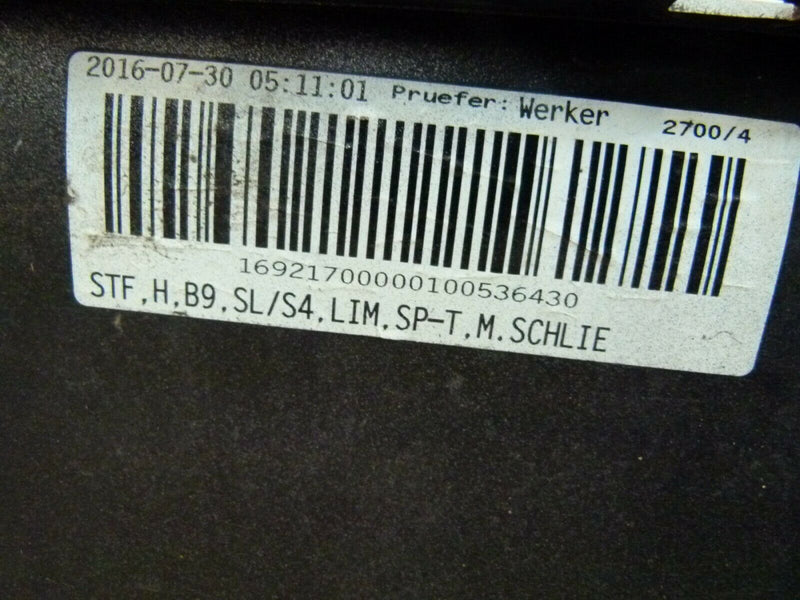 2016-07-30 05:11:01 Pruefer: Werker 2700/4
16921700000100536430
STF,H,B9,SL/S4,LIM,SP-T,M.SCHLIE